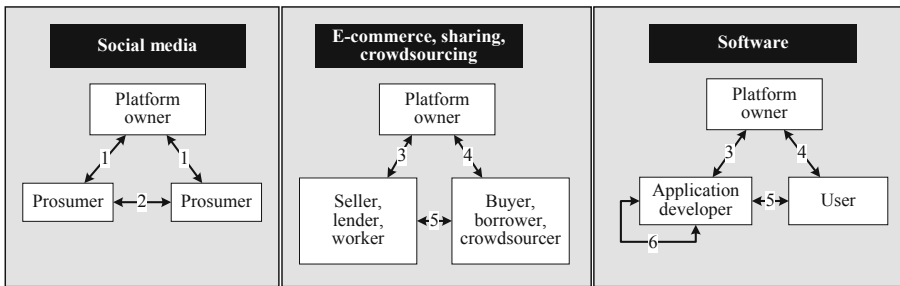 Social media
Platform
owner
1
1
Prosumer
2
Prosumer
E-commerce, sharing,
crowdsourcing
Platform
owner
3
4
Seller,
lender,
worker
5
Buyer,
borrower,
crowdsourcer
Software
Platform
owner
3
4
Application
developer
5
User
6